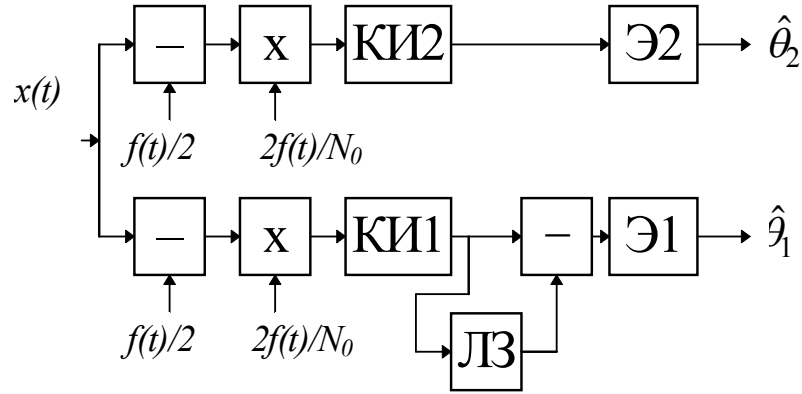 – x КИ2 Э2 θ̂₂
x(t)
f(t)/2 2f(t)/N₀
– x КИ1 – Э1 θ̂₁
f(t)/2 2f(t)/N₀
ЛЗ